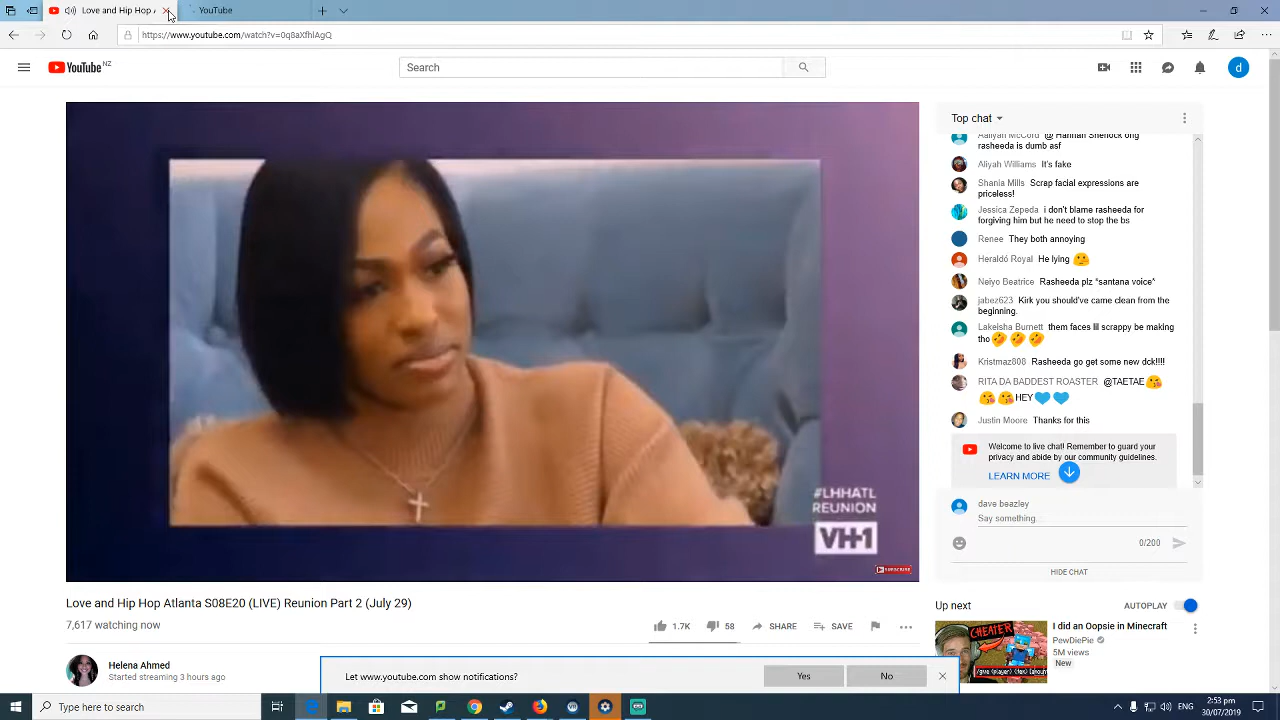 Love and Hip Hop A
YouTube
https://www.youtube.com/watch?v=0q8aXfhlAgQ
YouTube NZ
Search
d
Top chat
Aaliyah McCord @ Hannah Sherlock ong
rasheeda is dumb asf
Aliyah Williams It's fake
Shania Mills Scrap facial expressions are
priceless!
Jessica Zepeda i don't blame rasheeda for
forgiving him but he need to stop the bs
Renee They both annoying
Heraldó Royal He lying
Neiyo Beatrice Rasheeda plz *santana voice*
jabez623 Kirk you should've came clean from the
beginning.
Lakeisha Burnett them faces lil scrappy be making
tho
Kristmaz808 Rasheeda go get some new dck!!!!
RITA DA BADDEST ROASTER @TAETAE
HEY
Justin Moore Thanks for this
Welcome to live chat! Remember to guard your
privacy and abide by our community guidelines.
LEARN MORE
dave beazley
Say something...
0/200
HIDE CHAT
#LHHATL
REUNION
VH1
SUBSCRIBE
Love and Hip Hop Atlanta S08E20 (LIVE) Reunion Part 2 (July 29)
7,617 watching now
1.7K
58
SHARE
SAVE
Up next
AUTOPLAY
CHEATER
I did an Oopsie in Minecraft
PewDiePie
5M views
New
Helena Ahmed
Started streaming 3 hours ago
Let www.youtube.com show notifications?
Yes
No
Type here to search
ENG
2:53 pm
30/07/2019